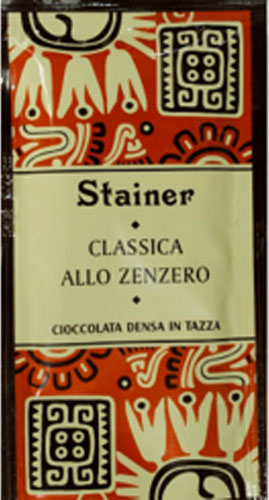 Stainer
CLASSICA
ALLO ZENZERO
CIOCCOLATA DENSA IN TAZZA